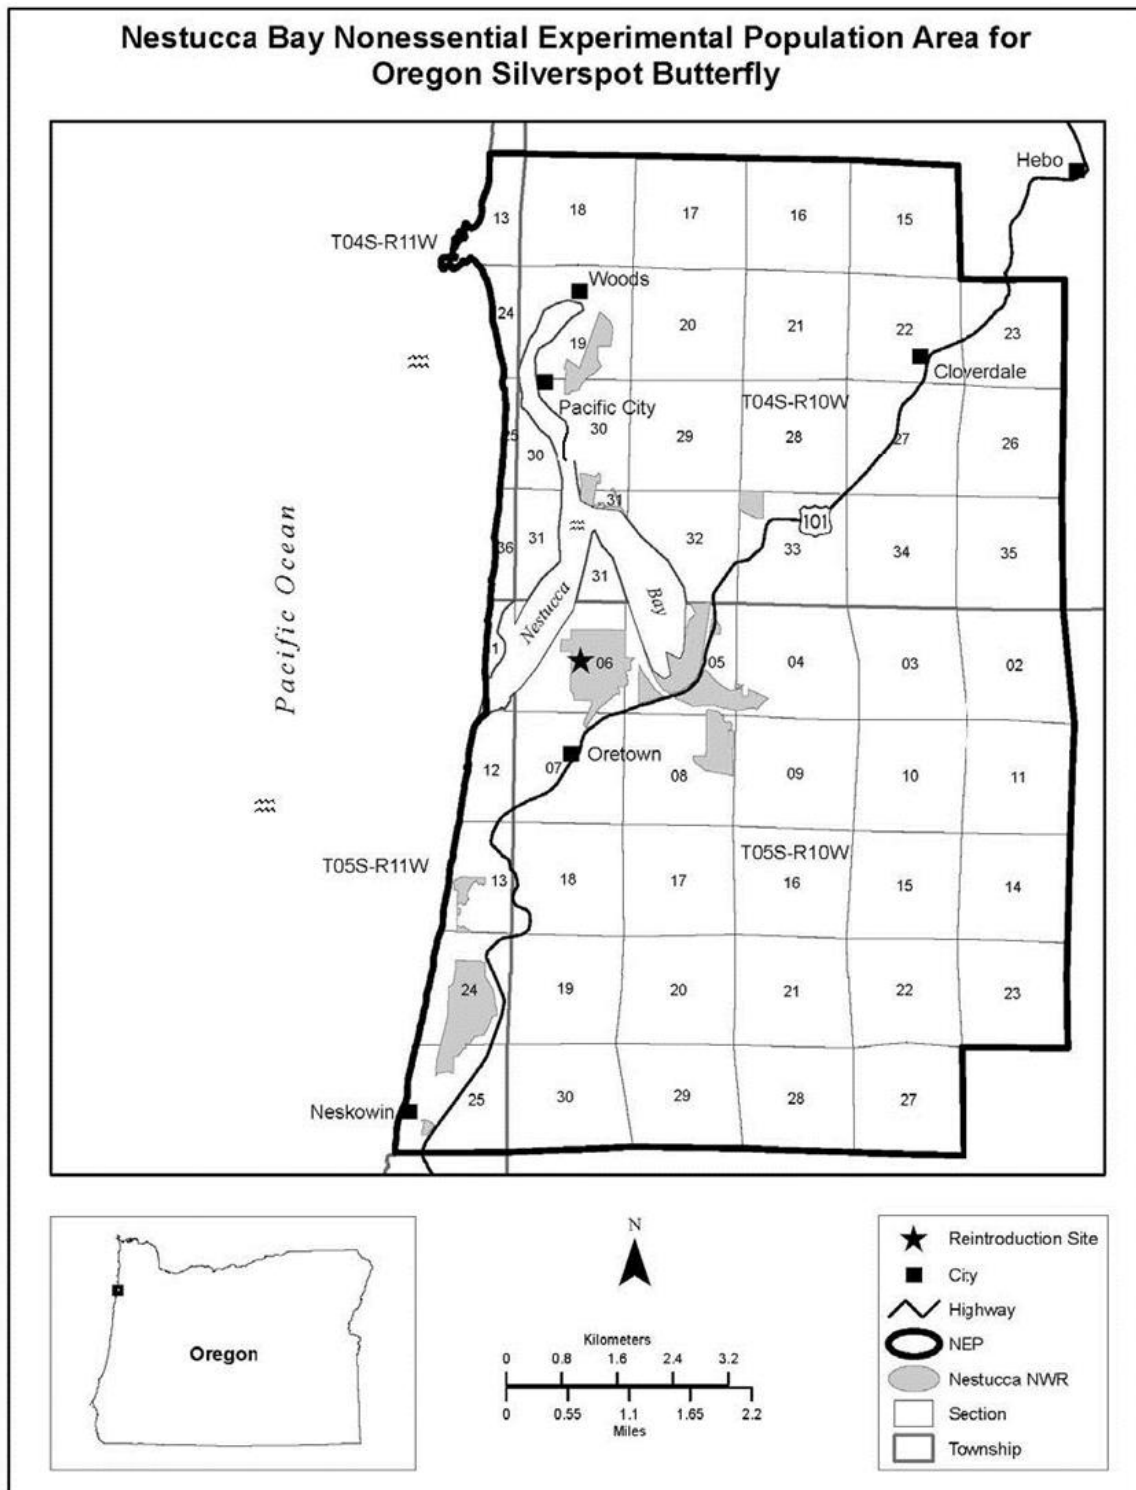 Nestucca Bay Nonessential Experimental Population Area for
Oregon Silverspot Butterfly
Hebo
13
18
17
16
15
T04S-R11W
Woods
24
19
20
21
22
23
Cloverdale
Pacific City
T04S-R10W
25
30
30
29
28
27
26
31
101
36
31
32
33
34
35
31
Pacific Ocean
Nestucca
Bay
1
06
05
04
03
02
12
07
Oretown
08
09
10
11
T05S-R11W
T05S-R10W
13
18
17
16
15
14
24
19
20
21
22
23
Neskowin
25
30
29
28
27
Oregon
N
Kilometers
0 0.8 1.6 2.4 3.2
0 0.55 1.1 1.65 2.2
Miles
Reintroduction Site
City
Highway
NEP
Nestucca NWR
Section
Township